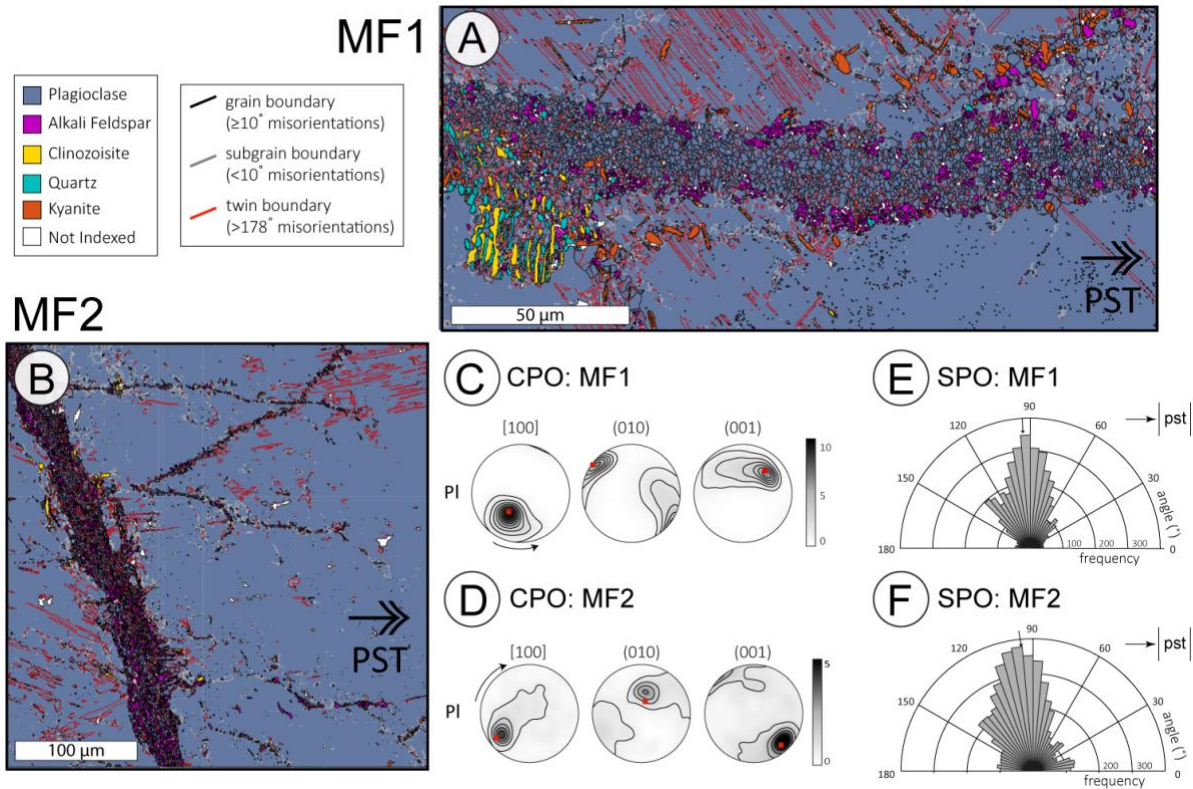 MF1
A
Plagioclase
Alkali Feldspar
Clinozoisite
Quartz
Kyanite
Not Indexed
grain boundary
(≥10° misorientations)
subgrain boundary
(<10° misorientations)
twin boundary
(>178° misorientations)
50 µm
PST
MF2
B
100 µm
PST
C CPO: MF1
[100] (010) (001)
Pl
10
5
0
D CPO: MF2
[100] (010) (001)
Pl
5
0
E SPO: MF1
pst
90
120 60
150 30
180 0
100 200 300
angle (°)
frequency
F SPO: MF2
pst
90
120 60
150 30
180 0
200 300
angle (°)
frequency